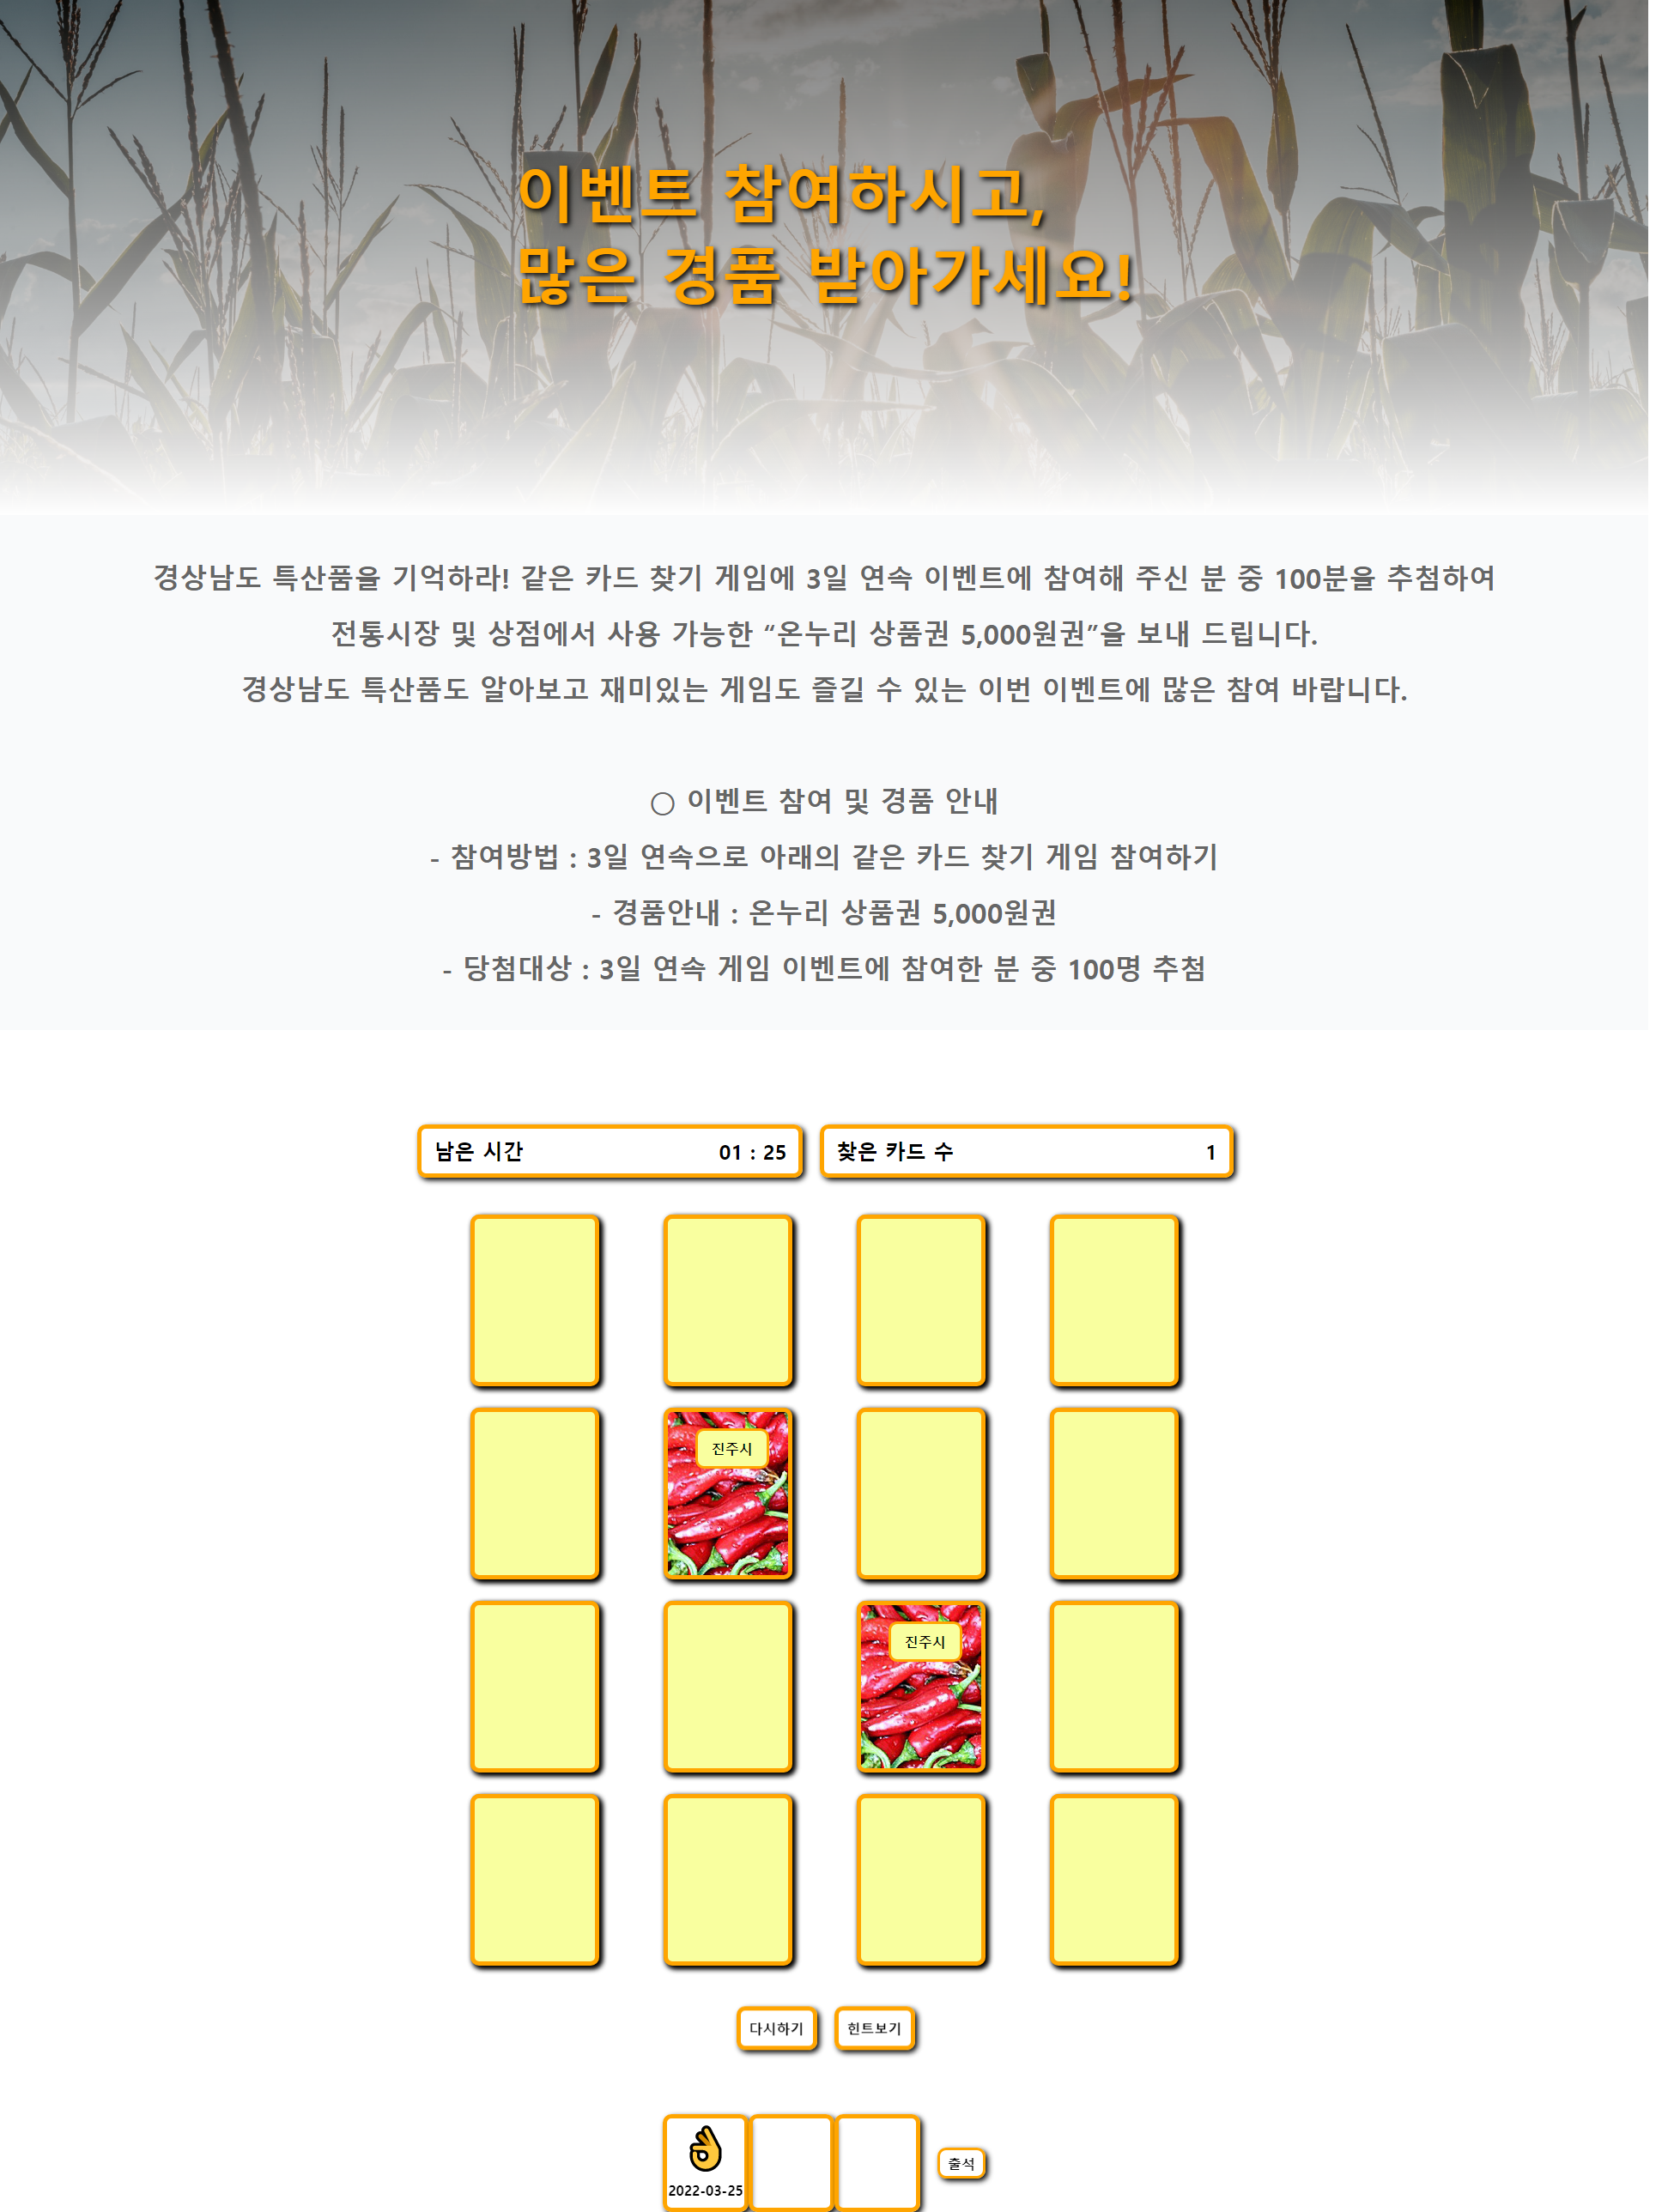 이벤트 참여하시고,
많은 경품 받아가세요!
경상남도 특산품을 기억하라! 같은 카드 찾기 게임에 3일 연속 이벤트에 참여해 주신 분 중 100분을 추첨하여
전통시장 및 상점에서 사용 가능한 “온누리 상품권 5,000원권”을 보내 드립니다.
경상남도 특산품도 알아보고 재미있는 게임도 즐길 수 있는 이번 이벤트에 많은 참여 바랍니다.
○ 이벤트 참여 및 경품 안내
- 참여방법 : 3일 연속으로 아래의 같은 카드 찾기 게임 참여하기
- 경품안내 : 온누리 상품권 5,000원권
- 당첨대상 : 3일 연속 게임 이벤트에 참여한 분 중 100명 추첨
남은 시간 01 : 25
찾은 카드 수 1
진주시
진주시
다시하기
힌트보기
출석
2022-03-25